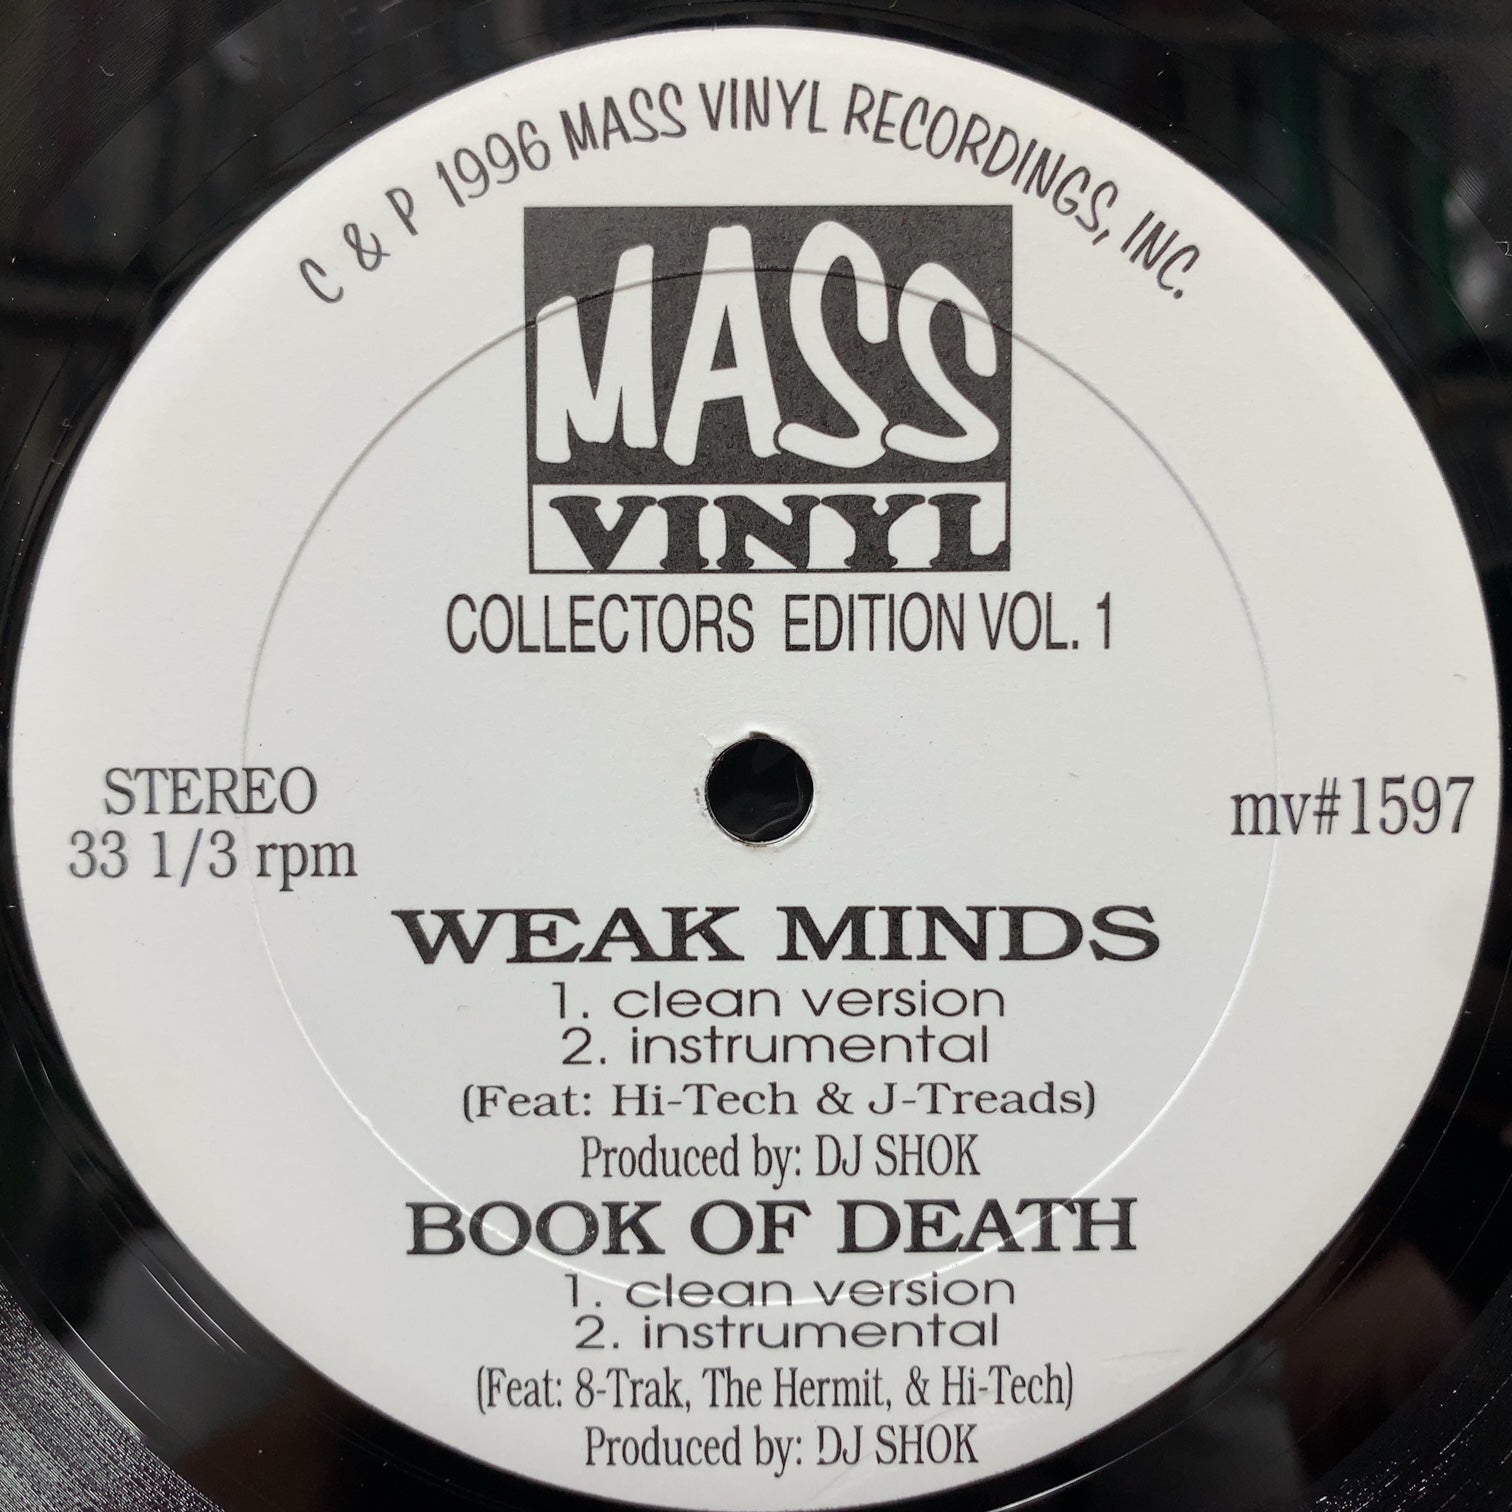 C & P 1996 MASS VINYL RECORDINGS, INC.
MASS
VINYL
COLLECTORS EDITION VOL. 1
STEREO
33 1/3 rpm
mv#1597
WEAK MINDS
1. clean version
2. instrumental
(Feat: Hi-Tech & J-Treads)
Produced by: DJ SHOK
BOOK OF DEATH
1. clean version
2. instrumental
(Feat: 8-Trak, The Hermit, & Hi-Tech)
Produced by: DJ SHOK